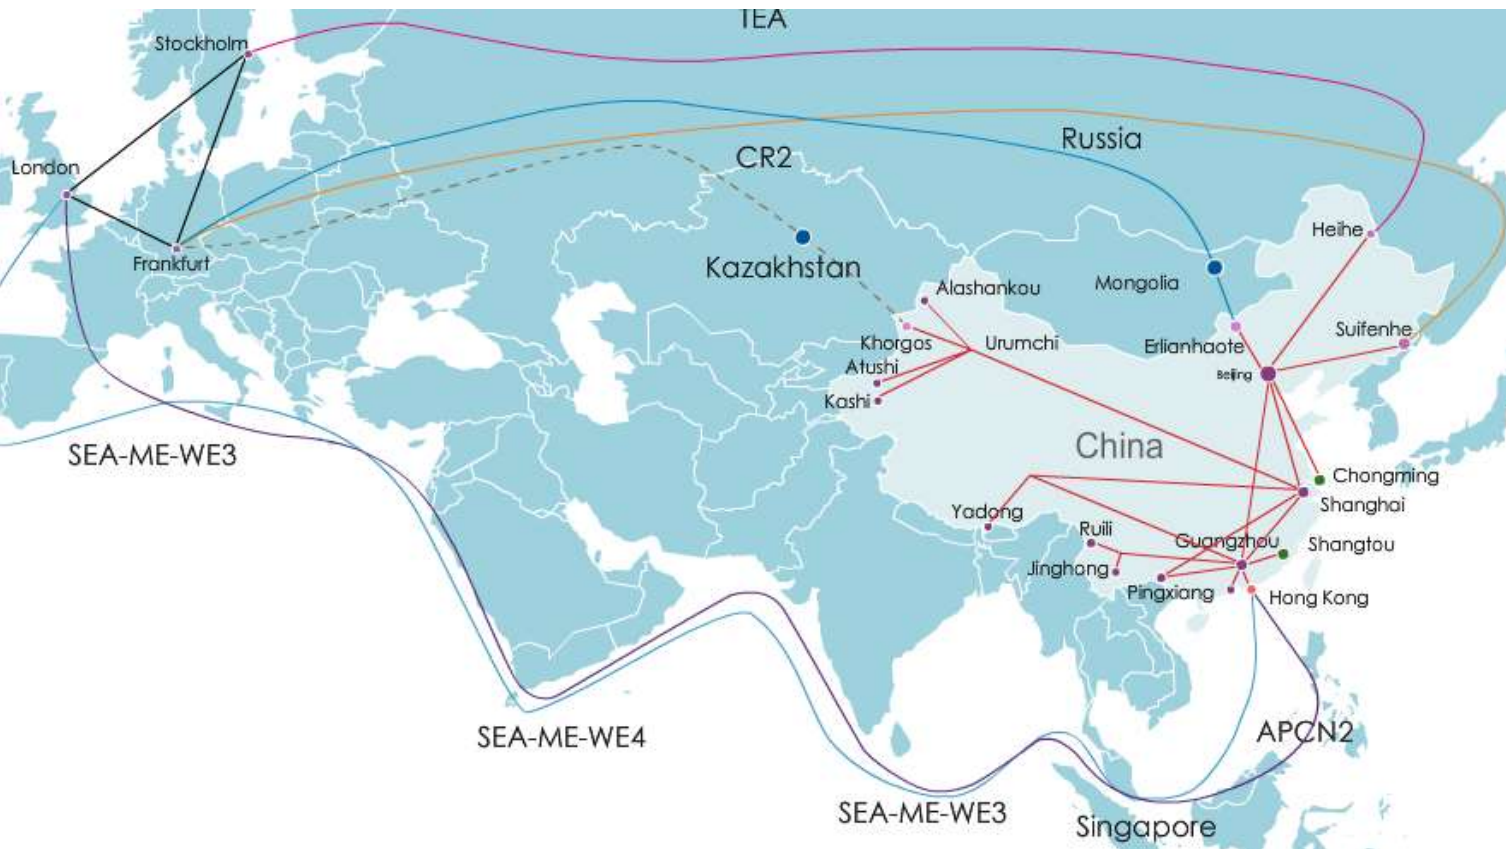 TEA
Stockholm
Russia
CR2
London
Heihe
Frankfurt
Kazakhstan
Mongolia
Alashankou
Suifenhe
Khorgos
Urumchi
Erlianhaote
Atushi
Beijing
Kashi
China
SEA-ME-WE3
Chongming
Shanghai
Yadong
Ruili
Guangzhou
Shangtou
Jinghong
Pingxiang
Hong Kong
SEA-ME-WE4
APCN2
SEA-ME-WE3
Singapore